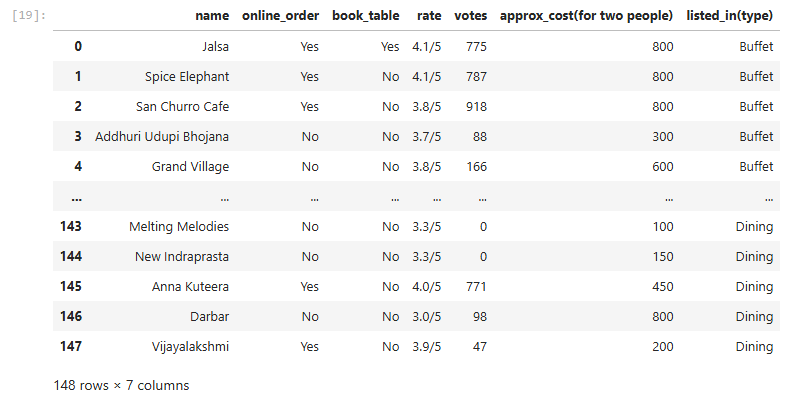 [19]: name online_order book_table rate votes approx_cost(for two people) listed_in(type)
0 Jalsa Yes Yes 4.1/5 775 800 Buffet
1 Spice Elephant Yes No 4.1/5 787 800 Buffet
2 San Churro Cafe Yes No 3.8/5 918 800 Buffet
3 Addhuri Udupi Bhojana No No 3.7/5 88 300 Buffet
4 Grand Village No No 3.8/5 166 600 Buffet
... ... ... ... ... ... ... ...
143 Melting Melodies No No 3.3/5 0 100 Dining
144 New Indraprasta No No 3.3/5 0 150 Dining
145 Anna Kuteera Yes No 4.0/5 771 450 Dining
146 Darbar No No 3.0/5 98 800 Dining
147 Vijayalakshmi Yes No 3.9/5 47 200 Dining
148 rows × 7 columns